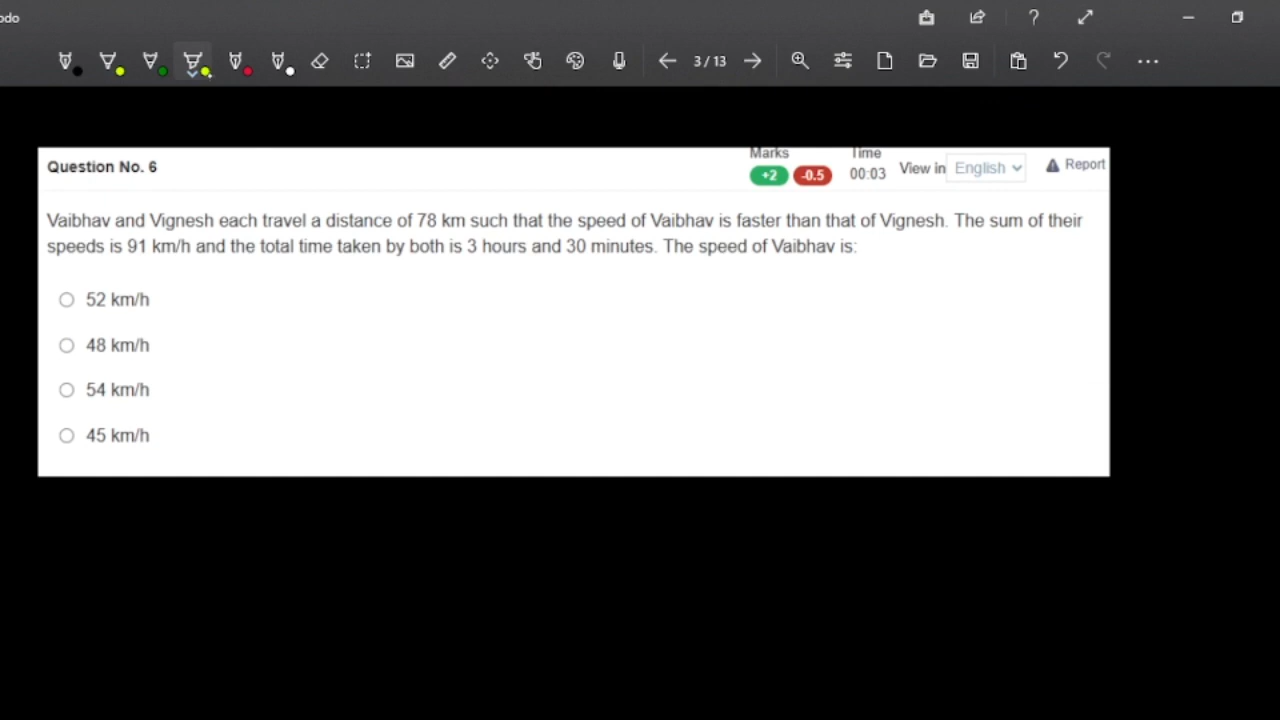 odo
3 / 13
Question No. 6
Marks
Time
+2 -0.5 00:03 View in English Report
Vaibhav and Vignesh each travel a distance of 78 km such that the speed of Vaibhav is faster than that of Vignesh. The sum of their
speeds is 91 km/h and the total time taken by both is 3 hours and 30 minutes. The speed of Vaibhav is:
52 km/h
48 km/h
54 km/h
45 km/h